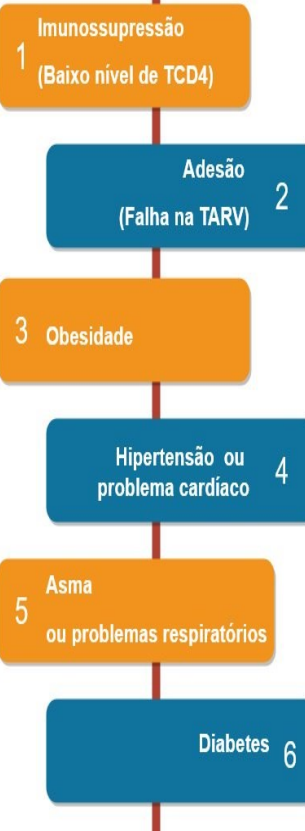 1
Imunossupressão
(Baixo nível de TCD4)
Adesão
(Falha na TARV)
2
3 Obesidade
Hipertensão ou
problema cardíaco
4
5
Asma
ou problemas respiratórios
Diabetes 6